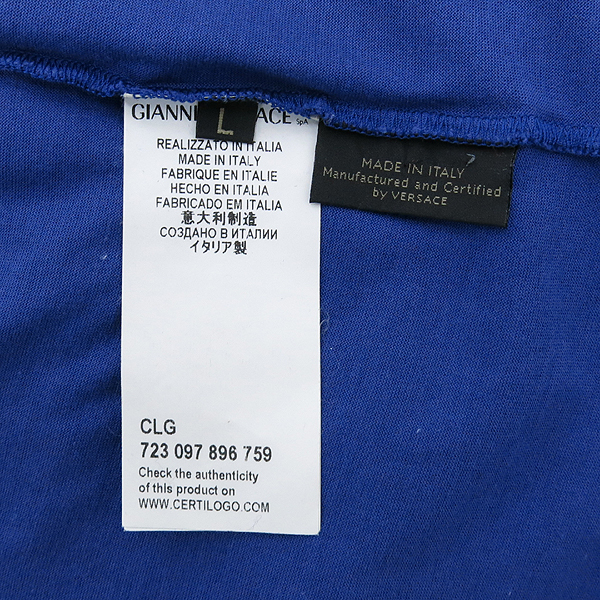 GIANNI
ACE
SpA
L
REALIZZATO IN ITALIA
MADE IN ITALY
FABRIQUE EN ITALIE
HECHO EN ITALIA
FABRICADO EM ITALIA
意大利制造
СОЗДАНО В ИТАЛИИ
イタリア製
CLG
723 097 896 759
Check the authenticity
of this product on
WWW.CERTILOGO.COM
MADE IN ITALY
Manufactured and Certified
by VERSACE